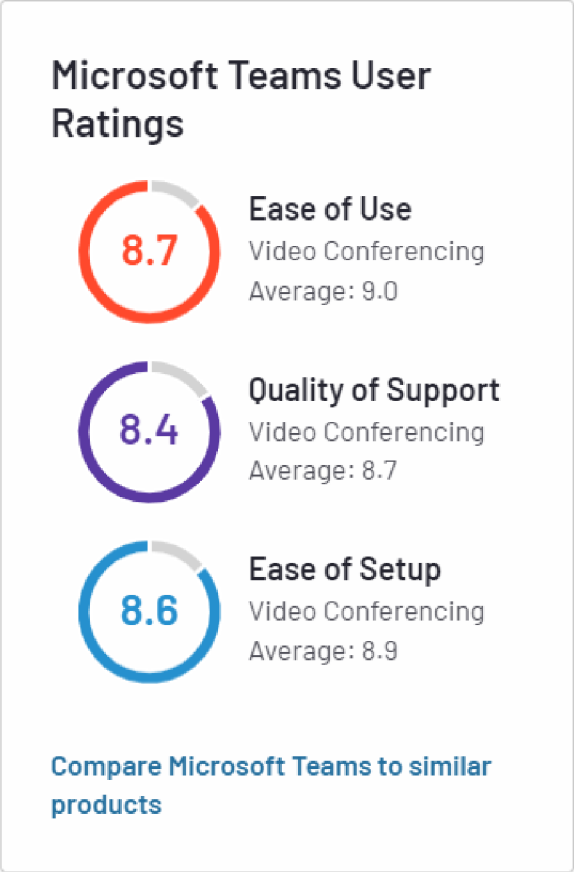 Microsoft Teams User
Ratings
8.7
Ease of Use
Video Conferencing
Average: 9.0
8.4
Quality of Support
Video Conferencing
Average: 8.7
8.6
Ease of Setup
Video Conferencing
Average: 8.9
Compare Microsoft Teams to similar
products